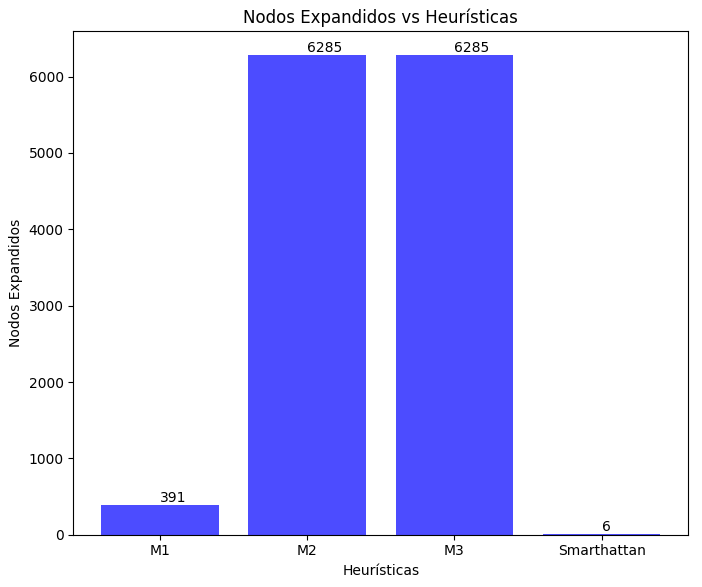 Nodos Expandidos vs Heurísticas
Nodos Expandidos
6000
5000
4000
3000
2000
1000
0
391
6285
6285
6
M1
M2
M3
Smarthattan
Heurísticas